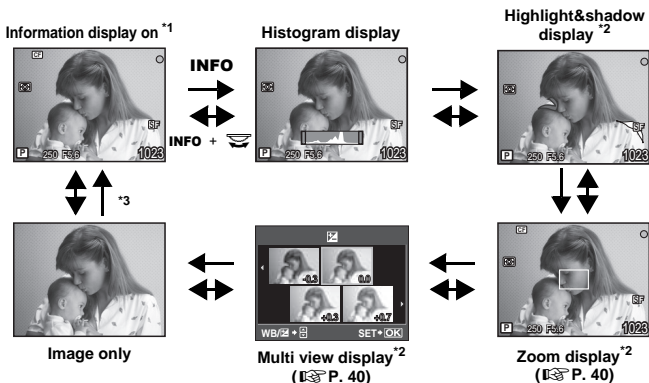 Information display on *1
Histogram display
Highlight&shadow
display *2
CF
SF
P 250 F5.6 1023
INFO
INFO +
P 250 F5.6 1023
SF
P 250 F5.6 1023
*3
Image only
-0.3 0.0
+0.3 +0.7
WB/ SET OK
Multi view display*2
(P. 40)
CF
SF
P 250 F5.6 1023
Zoom display*2
(P. 40)